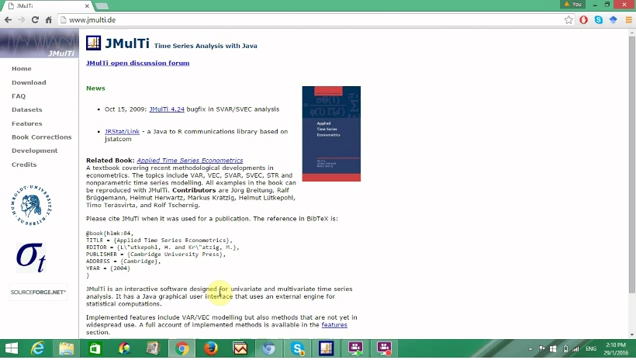 JMulTi
You
www.jmulti.de
JMulTi
JMulTi Time Series Analysis with Java
JMulTi open discussion forum
Home
Download
FAQ
Datasets
Features
Book Corrections
Development
Credits
SOURCEFORGE.NET
News
Oct 15, 2009: JMulTi 4.24 bugfix in SVAR/SVEC analysis
JRStat/Link - a Java to R communications library based on
jstatcom
Applied
Time Series
Econometrics
Related Book: Applied Time Series Econometrics
A textbook covering recent methodological developments in
econometrics. The topics include VAR, VEC, SVAR, SVEC, STR and
nonparametric time series modelling. All examples in the book can
be reproduced with JMulTi. Contributors are Jörg Breitung, Ralf
Brüggemann, Helmut Herwartz, Markus Krätzig, Helmut Lütkepohl,
Timo Terasvirta, and Rolf Tschernig.
Please cite JMulTi when it was used for a publication. The reference in BibTeX is:
@book{hlmk:04,
TITLE = {Applied Time Series Econometrics},
EDITOR = {L\"utkepohl, H. and Kr\"atzig, M.},
PUBLISHER = {Cambridge University Press},
ADDRESS = {Cambridge},
YEAR = {2004}
}
JMulTi is an interactive software designed for univariate and multivariate time series
analysis. It has a Java graphical user interface that uses an external engine for
statistical computations.
Implemented features include VAR/VEC modelling but also methods that are not yet in
widespread use. A full account of implemented methods is available in the features
section.
ENG
2:10 PM
29/1/2016